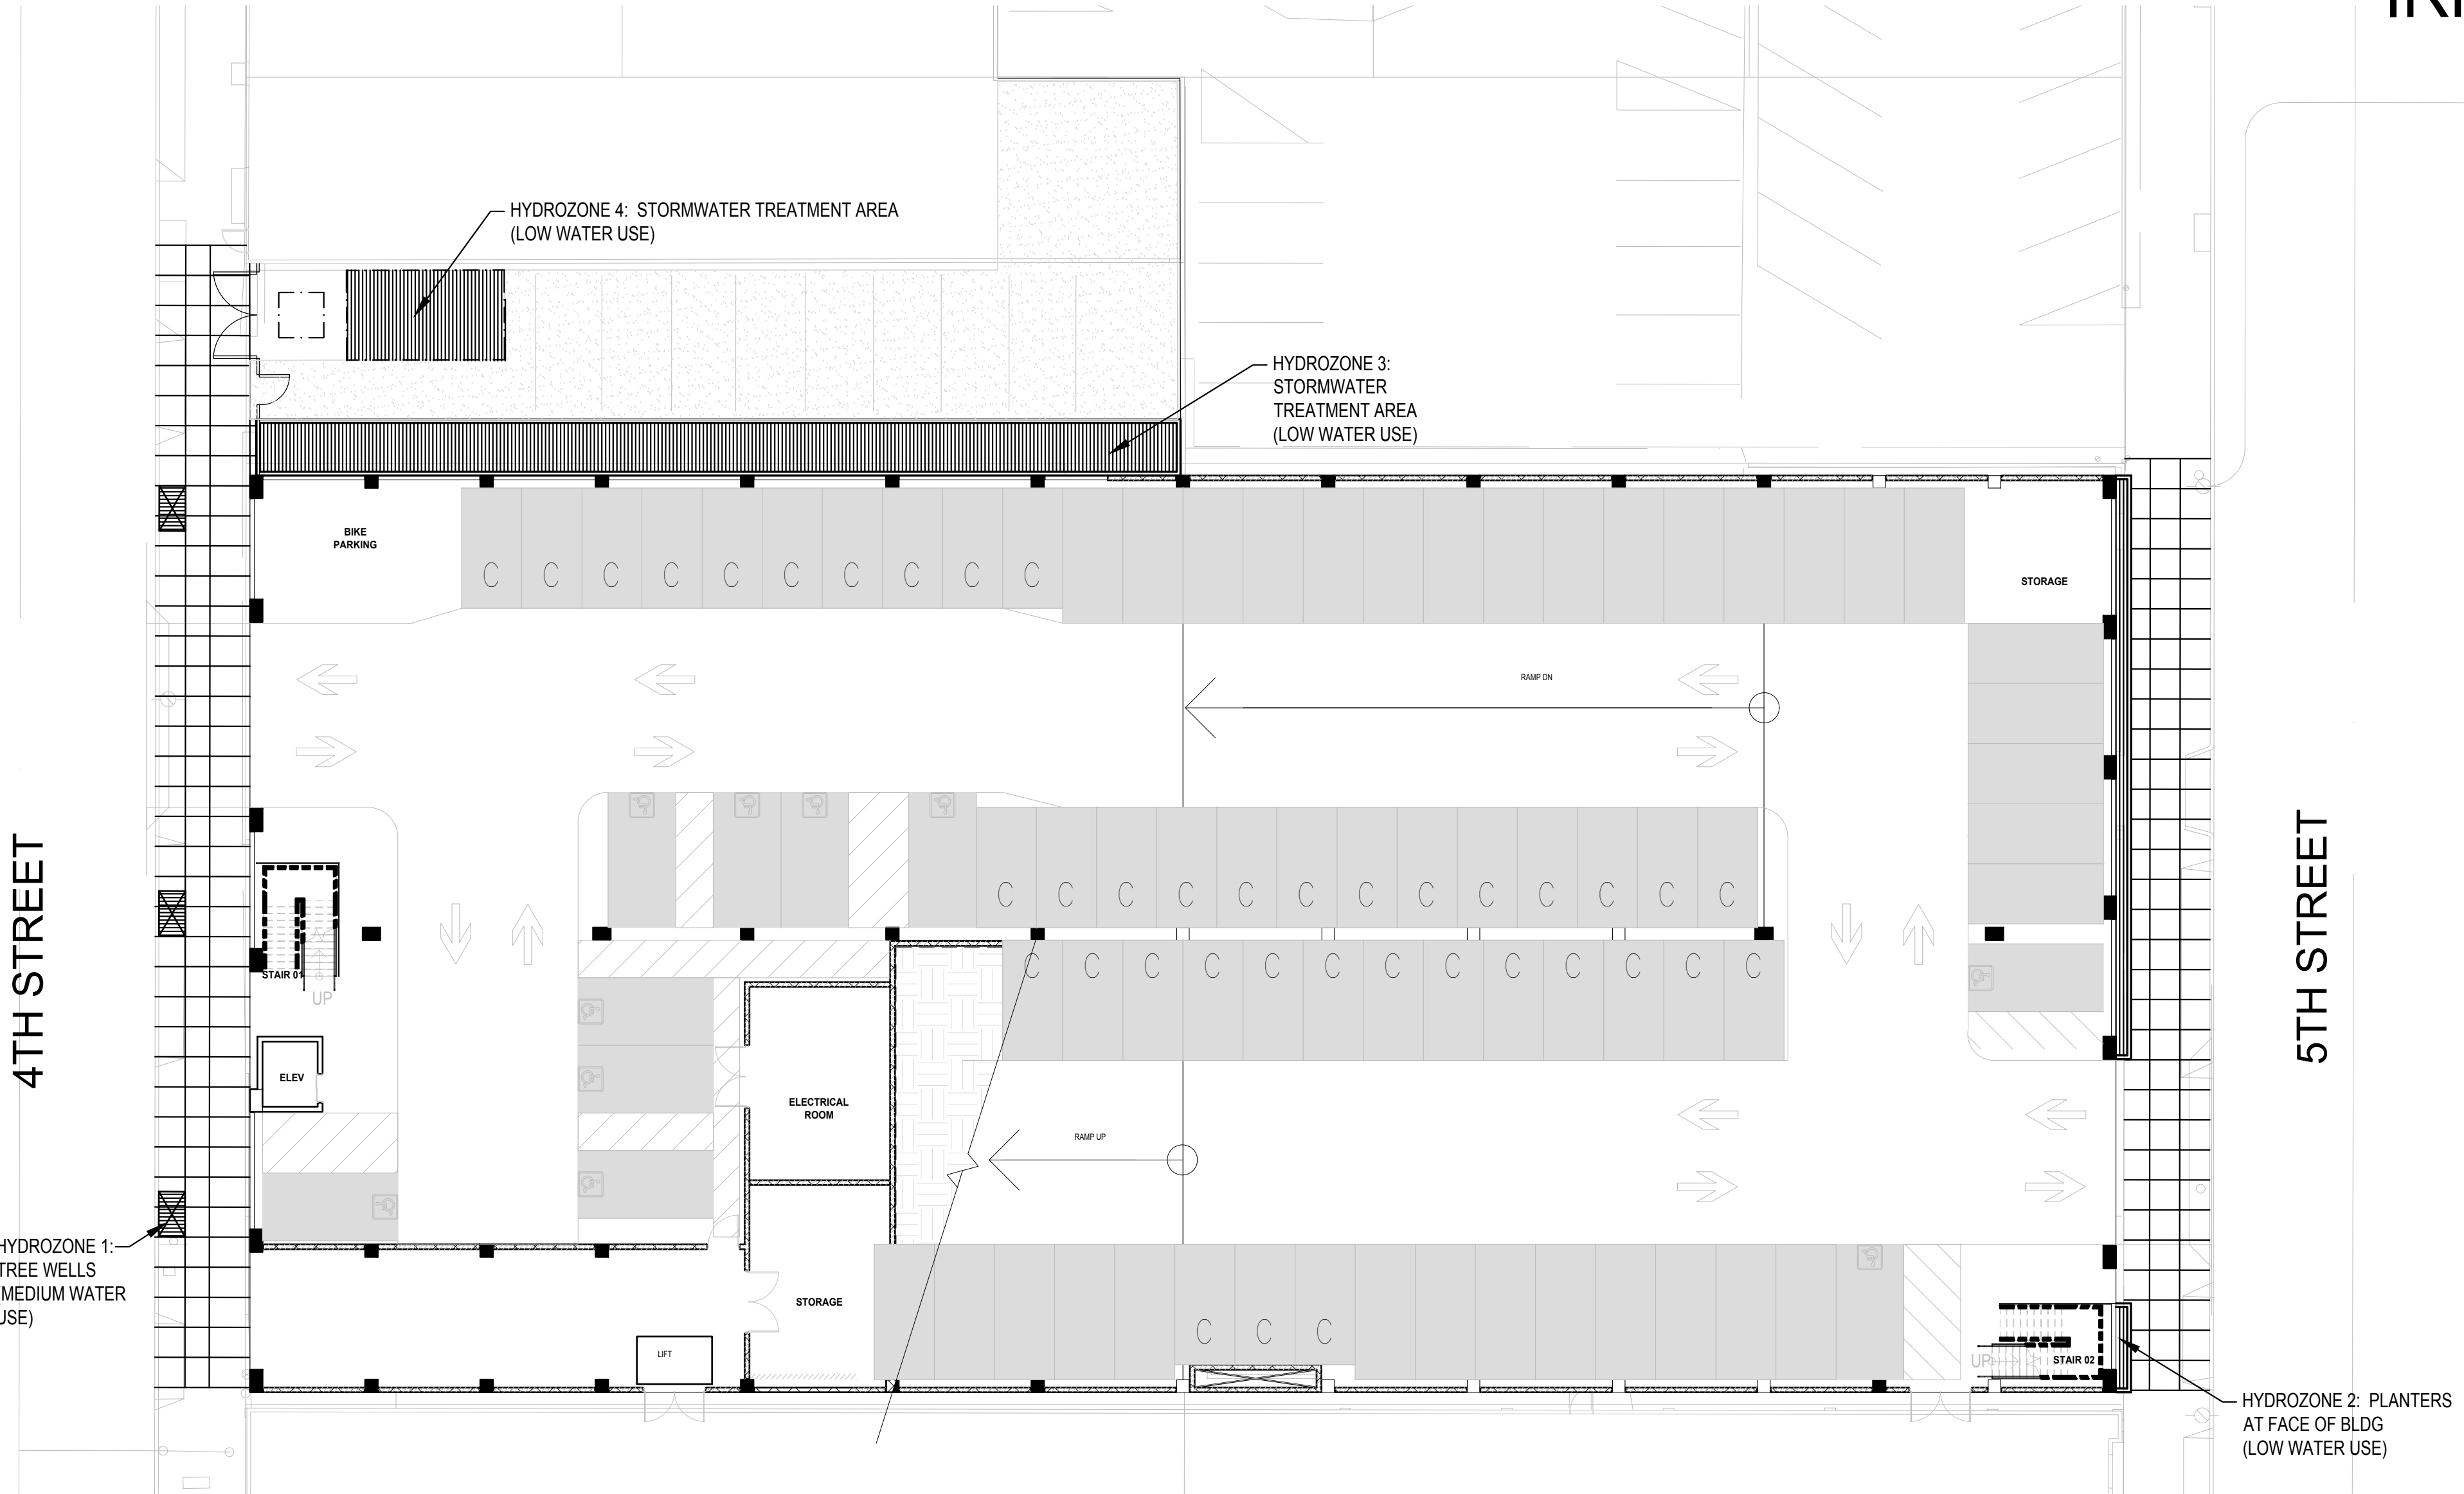 HYDROZONE 4: STORMWATER TREATMENT AREA
(LOW WATER USE)
HYDROZONE 3:
STORMWATER
TREATMENT AREA
(LOW WATER USE)
BIKE
PARKING
C C C C C C C C C C
STORAGE
RAMP DN
4TH STREET
5TH STREET
C C C C C C C C C C C C C
C C C C C C C C C C C C C
STAIR 01
UP
ELEV
ELECTRICAL
ROOM
RAMP UP
HYDROZONE 1:
TREE WELLS
(MEDIUM WATER
USE)
STORAGE
C C C
LIFT
UP
STAIR 02
HYDROZONE 2: PLANTERS
AT FACE OF BLDG
(LOW WATER USE)